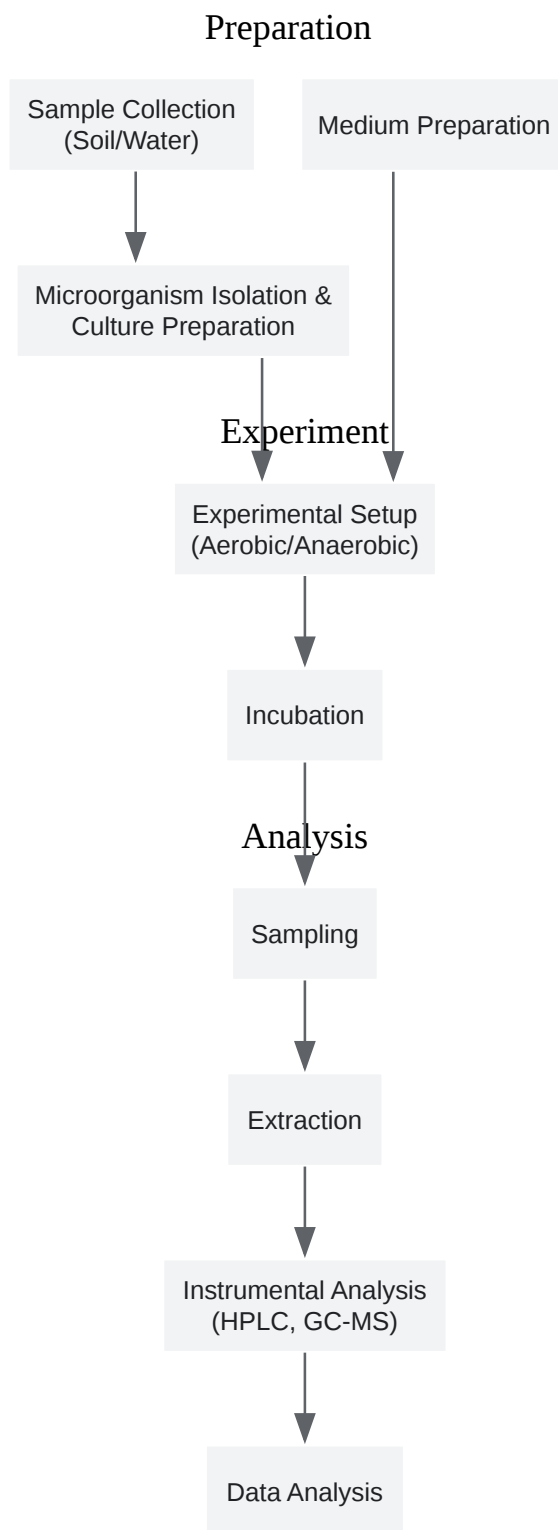 Preparation
Sample Collection
(Soil/Water)
Medium Preparation
Microorganism Isolation &
Culture Preparation
Experiment
Experimental Setup
(Aerobic/Anaerobic)
Incubation
Analysis
Sampling
Extraction
Instrumental Analysis
(HPLC, GC-MS)
Data Analysis